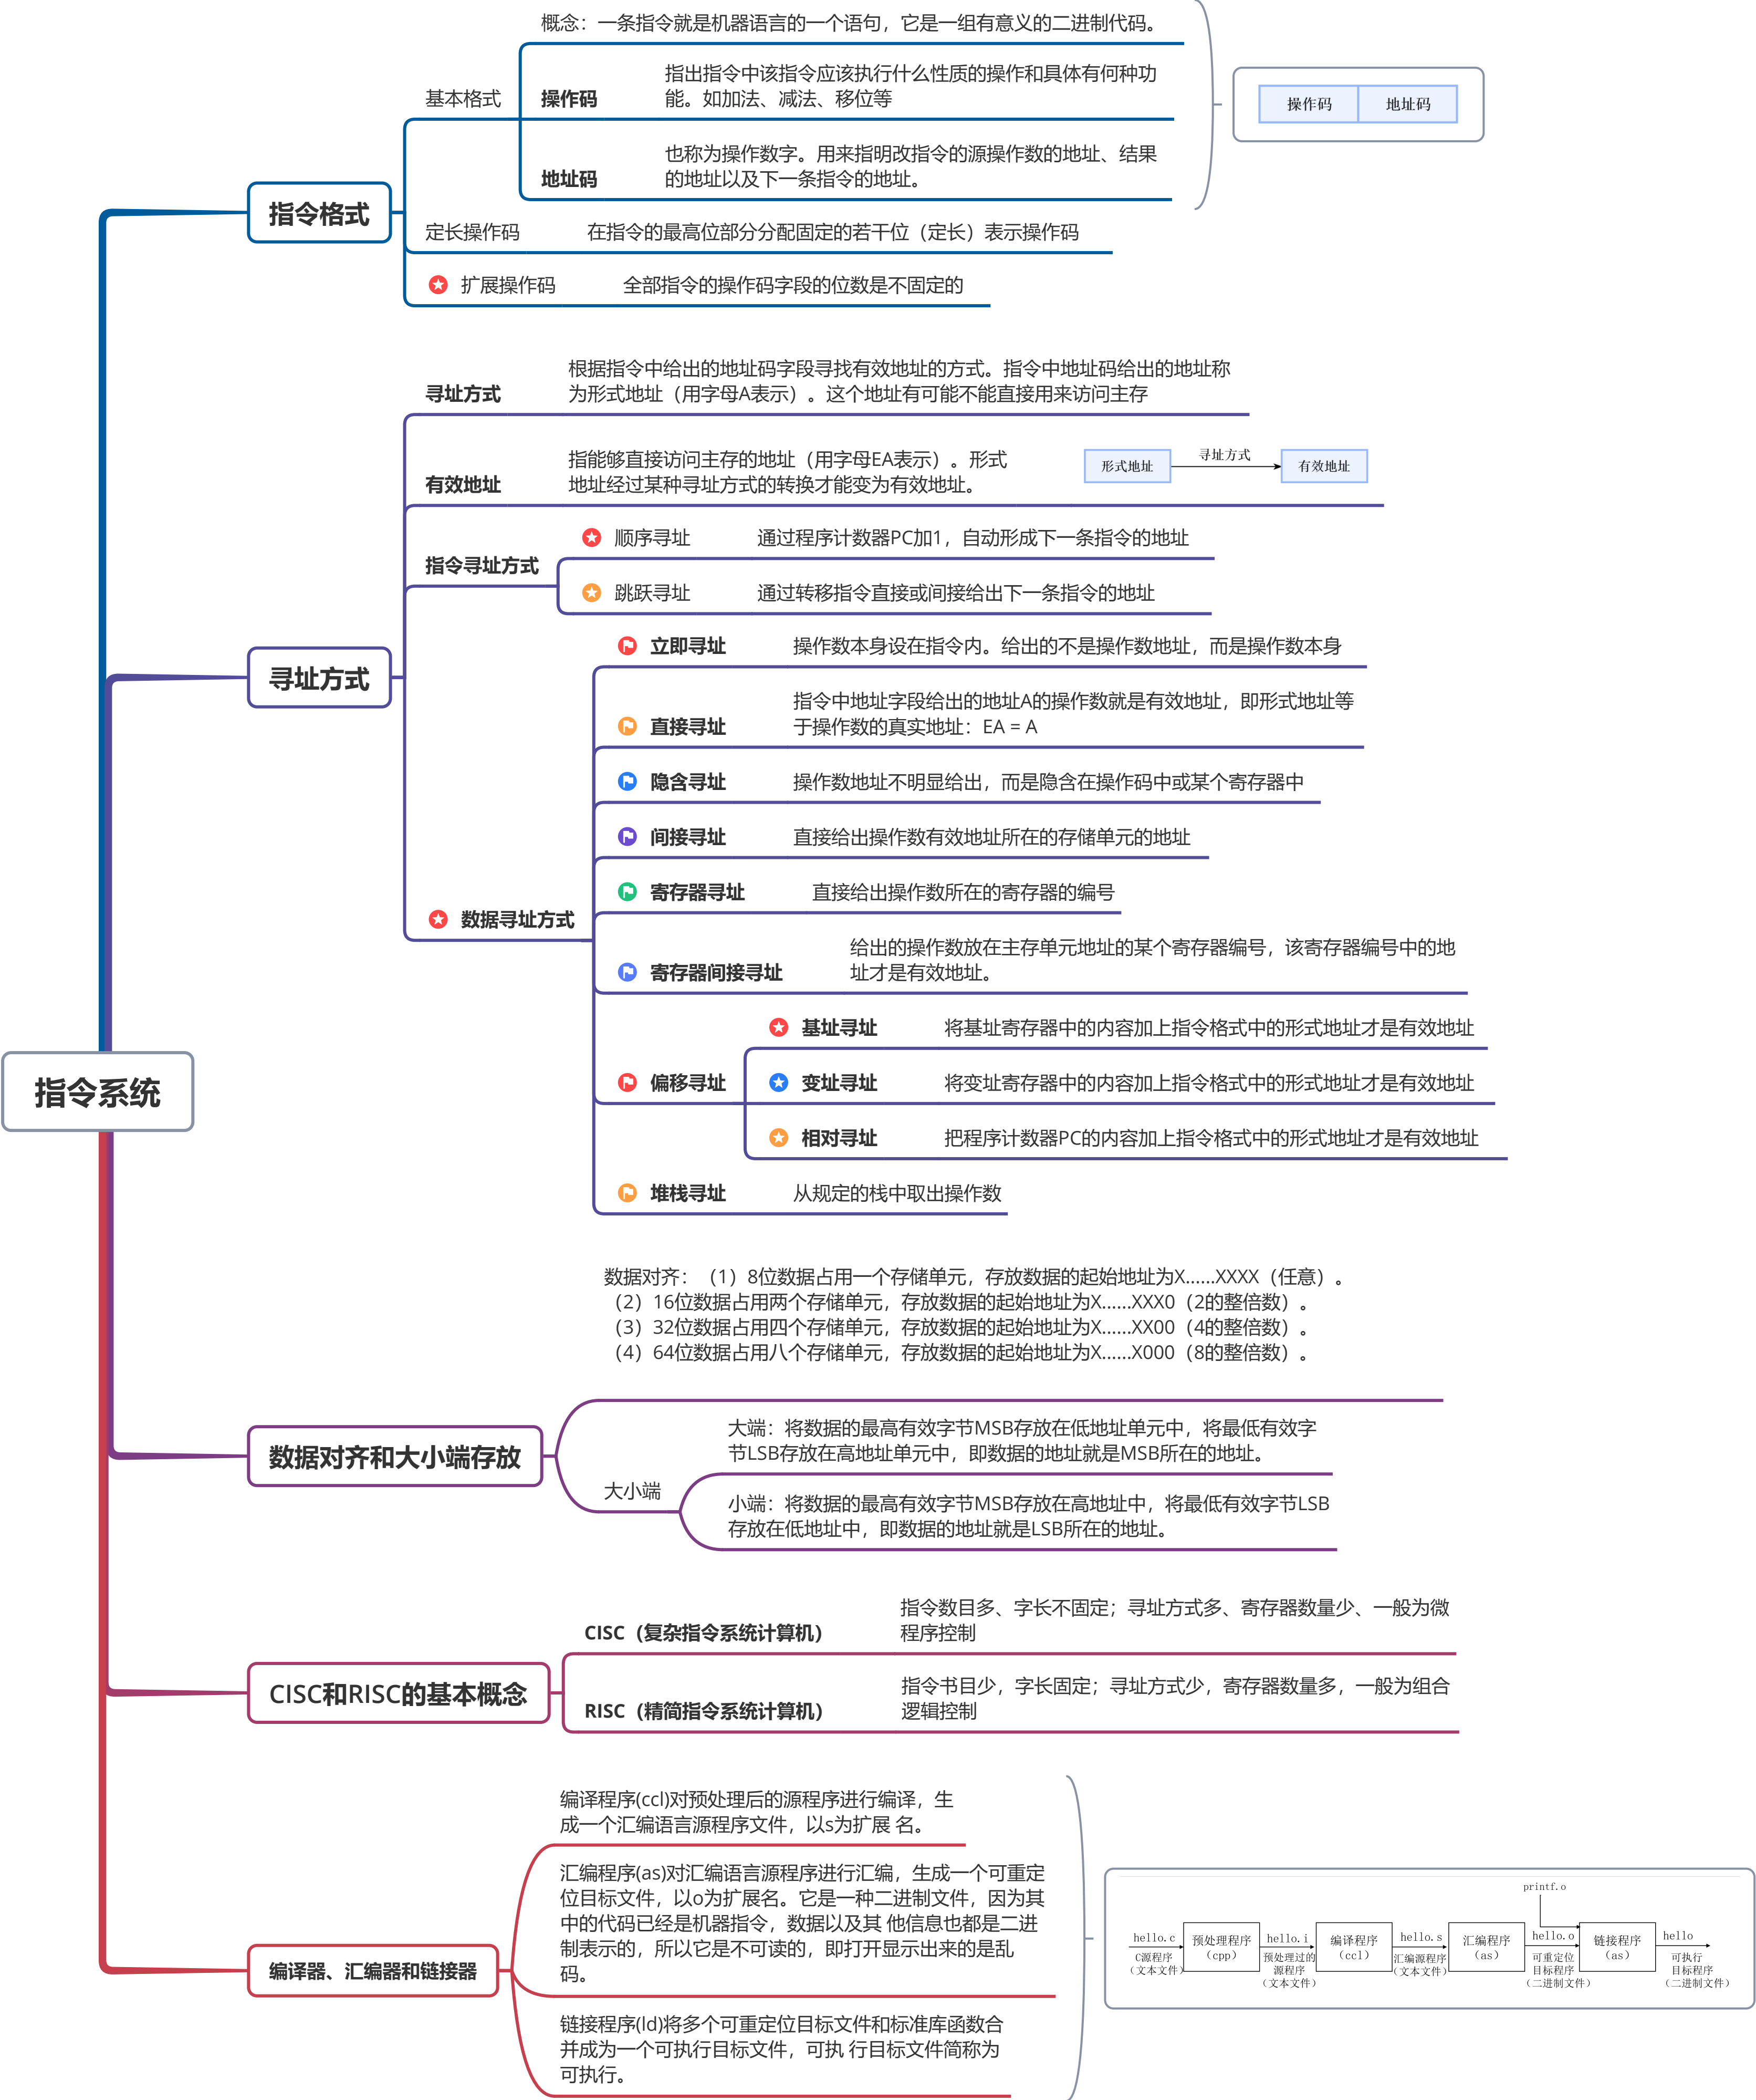 概念：一条指令就是机器语言的一个语句，它是一组有意义的二进制代码。
基本格式
操作码
指出指令中该指令应该执行什么性质的操作和具体有何种功
能。如加法、减法、移位等
地址码
也称为操作数字。用来指明改指令的源操作数的地址、结果
的地址以及下一条指令的地址。
操作码
地址码
指令格式
定长操作码
在指令的最高位部分分配固定的若干位（定长）表示操作码
扩展操作码
全部指令的操作码字段的位数是不固定的
寻址方式
根据指令中给出的地址码字段寻找有效地址的方式。指令中地址码给出的地址称
为形式地址（用字母A表示）。这个地址有可能不能直接用来访问主存
有效地址
指能够直接访问主存的地址（用字母EA表示）。形式
地址经过某种寻址方式的转换才能变为有效地址。
形式地址
寻址方式
有效地址
指令寻址方式
顺序寻址
通过程序计数器PC加1，自动形成下一条指令的地址
跳跃寻址
通过转移指令直接或间接给出下一条指令的地址
寻址方式
数据寻址方式
立即寻址
操作数本身设在指令内。给出的不是操作数地址，而是操作数本身
直接寻址
指令中地址字段给出的地址A的操作数就是有效地址，即形式地址等
于操作数的真实地址：EA = A
隐含寻址
操作数地址不明显给出，而是隐含在操作码中或某个寄存器中
间接寻址
直接给出操作数有效地址所在的存储单元的地址
寄存器寻址
直接给出操作数所在的寄存器的编号
寄存器间接寻址
给出的操作数放在主存单元地址的某个寄存器编号，该寄存器编号中的地
址才是有效地址。
偏移寻址
基址寻址
将基址寄存器中的内容加上指令格式中的形式地址才是有效地址
变址寻址
将变址寄存器中的内容加上指令格式中的形式地址才是有效地址
相对寻址
把程序计数器PC的内容加上指令格式中的形式地址才是有效地址
堆栈寻址
从规定的栈中取出操作数
指令系统
数据对齐：（1）8位数据占用一个存储单元，存放数据的起始地址为X……XXXX（任意）。
（2）16位数据占用两个存储单元，存放数据的起始地址为X……XXX0（2的整倍数）。
（3）32位数据占用四个存储单元，存放数据的起始地址为X……XX00（4的整倍数）。
（4）64位数据占用八个存储单元，存放数据的起始地址为X……X000（8的整倍数）。
数据对齐和大小端存放
大小端
大端：将数据的最高有效字节MSB存放在低地址单元中，将最低有效字
节LSB存放在高地址单元中，即数据的地址就是MSB所在的地址。
小端：将数据的最高有效字节MSB存放在高地址中，将最低有效字节LSB
存放在低地址中，即数据的地址就是LSB所在的地址。
CISC和RISC的基本概念
CISC（复杂指令系统计算机）
指令数目多、字长不固定；寻址方式多、寄存器数量少、一般为微
程序控制
RISC（精简指令系统计算机）
指令书目少，字长固定；寻址方式少，寄存器数量多，一般为组合
逻辑控制
编译器、汇编器和链接器
编译程序(ccl)对预处理后的源程序进行编译，生
成一个汇编语言源程序文件，以s为扩展 名。
汇编程序(as)对汇编语言源程序进行汇编，生成一个可重定
位目标文件，以o为扩展名。它是一种二进制文件，因为其
中的代码已经是机器指令，数据以及其 他信息也都是二进
制表示的，所以它是不可读的，即打开显示出来的是乱
码。
链接程序(ld)将多个可重定位目标文件和标准库函数合
并成为一个可执行目标文件，可执 行目标文件简称为
可执行。
printf.o
hello.c
C源程序
（文本文件）
预处理程序
（cpp）
hello.i
预处理过的
源程序
（文本文件）
编译程序
（ccl）
hello.s
汇编源程序
（文本文件）
汇编程序
（as）
hello.o
可重定位
目标程序
（二进制文件）
链接程序
（as）
hello
可执行
目标程序
（二进制文件）